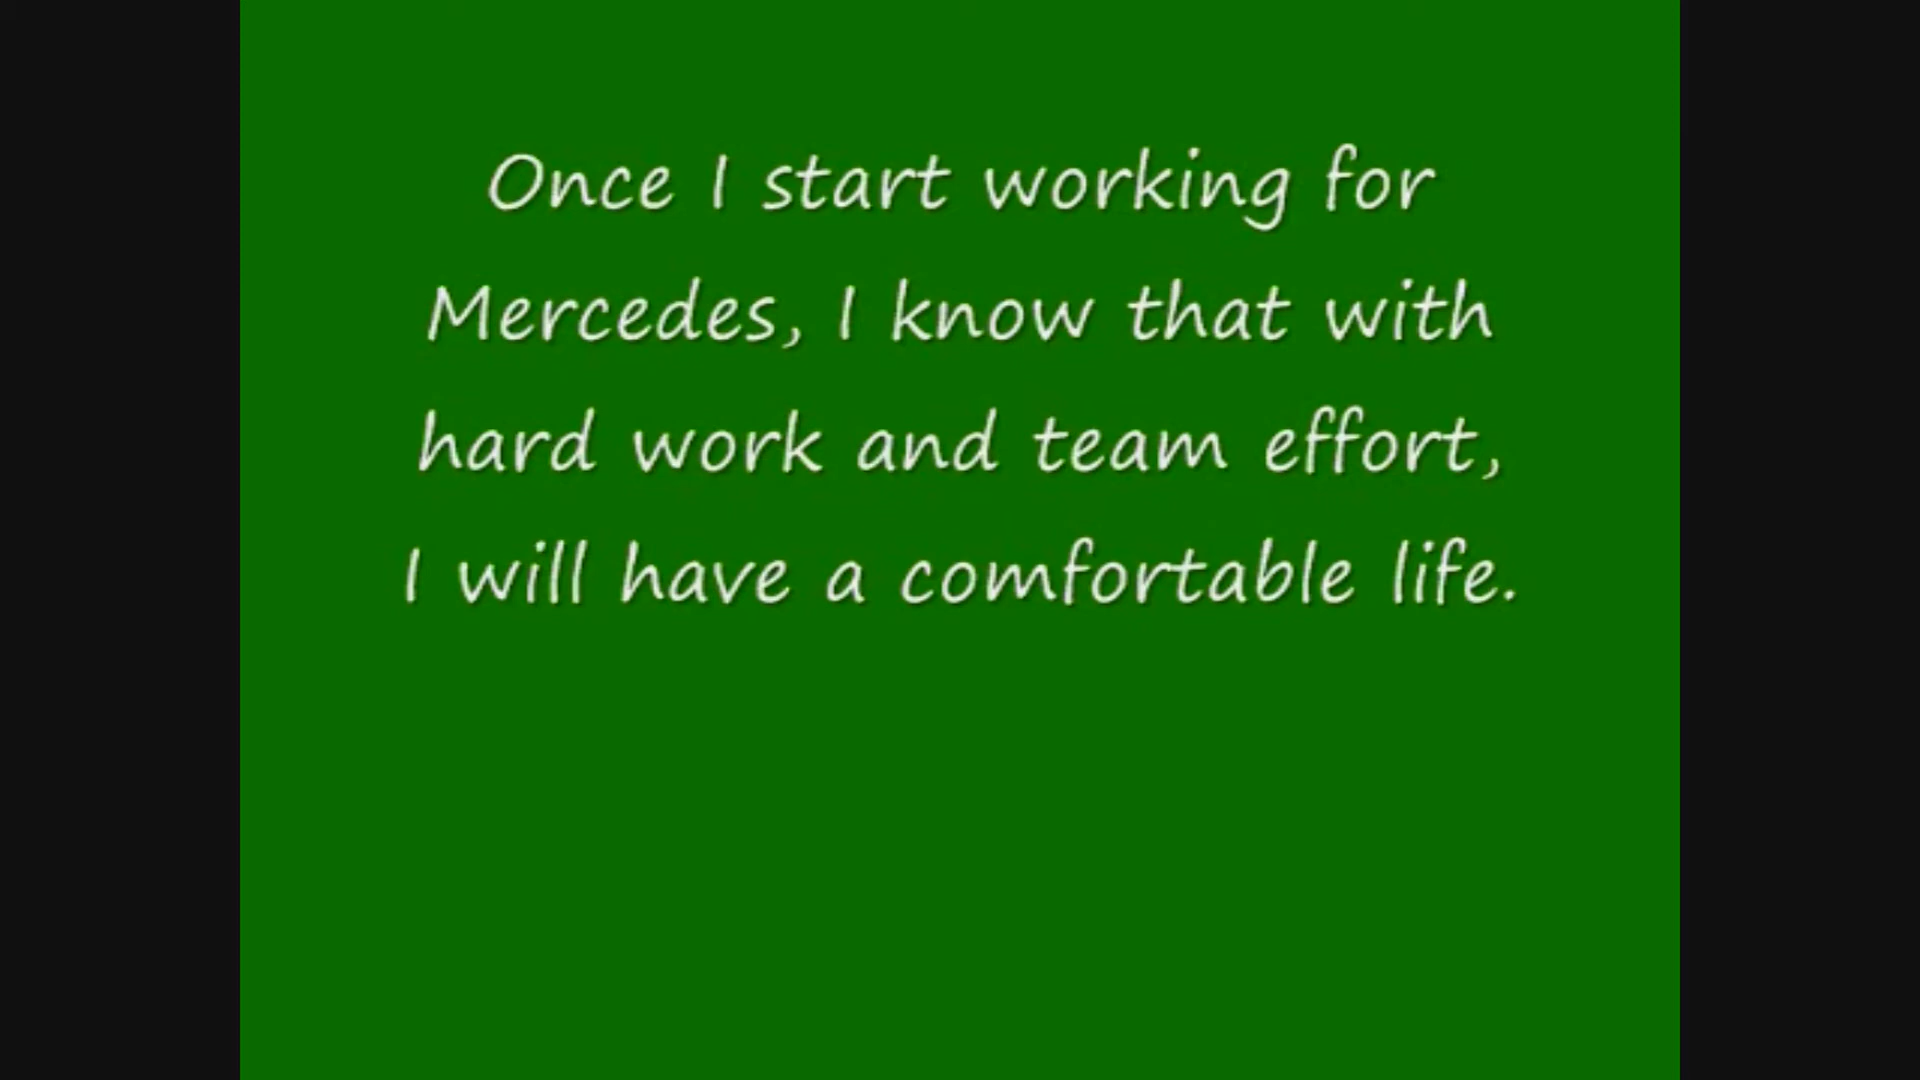 Once I start working for
Mercedes, I know that with
hard work and team effort,
I will have a comfortable life.